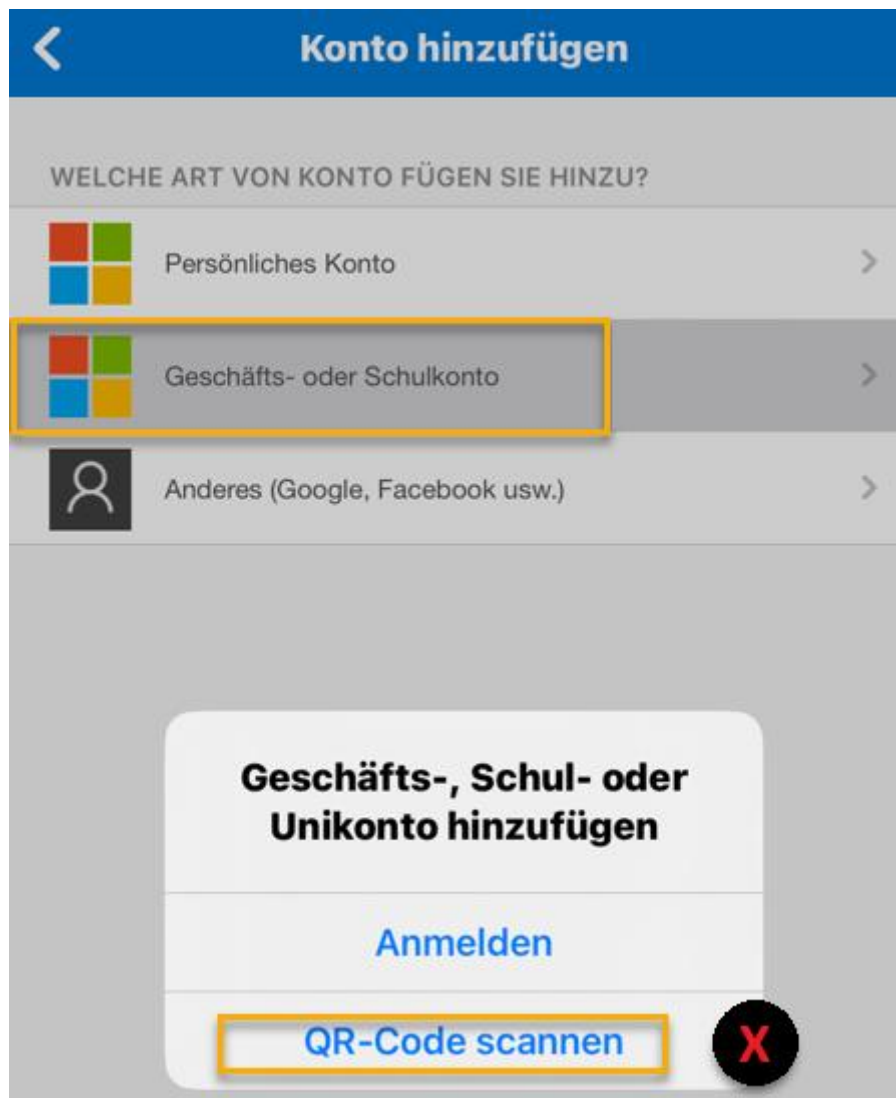 Konto hinzufügen
WELCHE ART VON KONTO FÜGEN SIE HINZU?
Persönliches Konto
Geschäfts- oder Schulkonto
Anderes (Google, Facebook usw.)
Geschäfts-, Schul- oder
Unikonto hinzufügen
Anmelden
QR-Code scannen
X